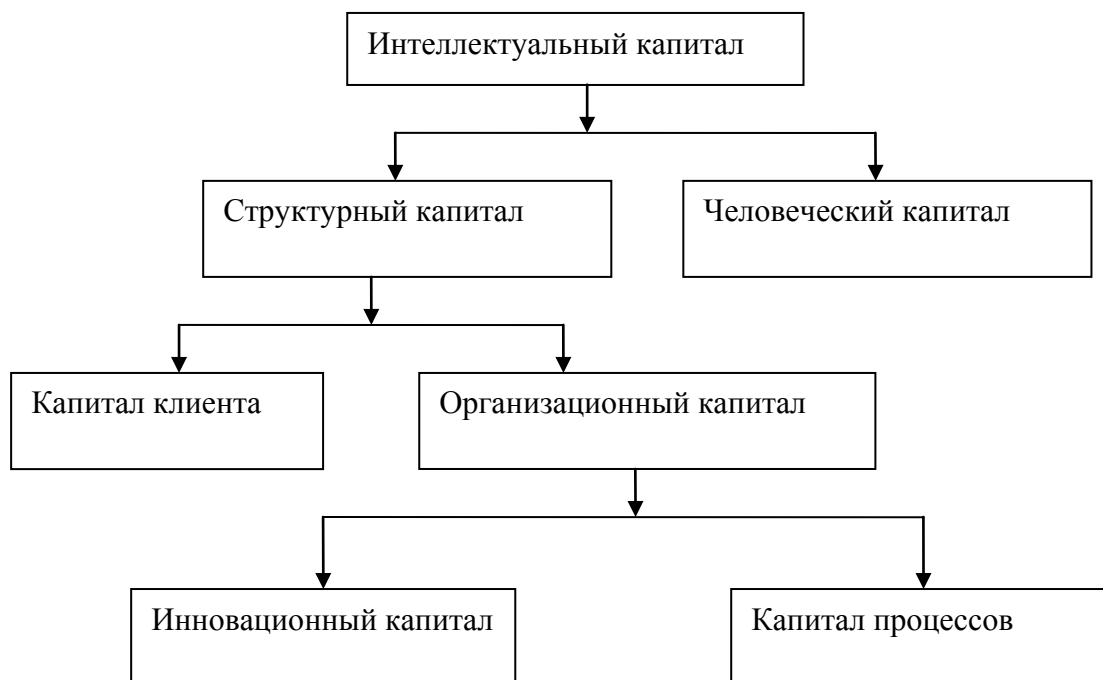 Интеллектуальный капитал
Структурный капитал
Человеческий капитал
Капитал клиента
Организационный капитал
Инновационный капитал
Капитал процессов